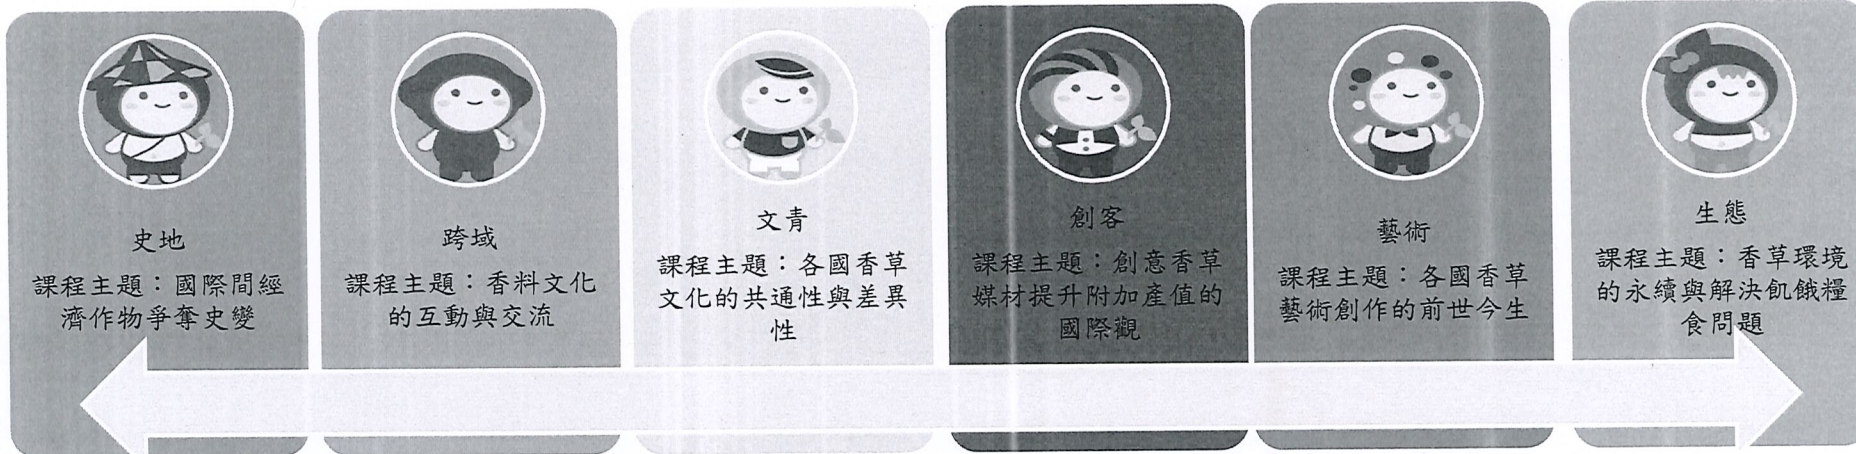 史地
課程主題：國際間經
濟作物爭奪史變
跨域
課程主題：香料文化
的互動與交流
文青
課程主題：各國香草
文化的共通性與差異
性
創客
課程主題：創意香草
媒材提升附加產值的
國際觀
藝術
課程主題：各國香草
藝術創作的前世今生
生態
課程主題：香草環境
的永續與解決飢餓糧
食問題